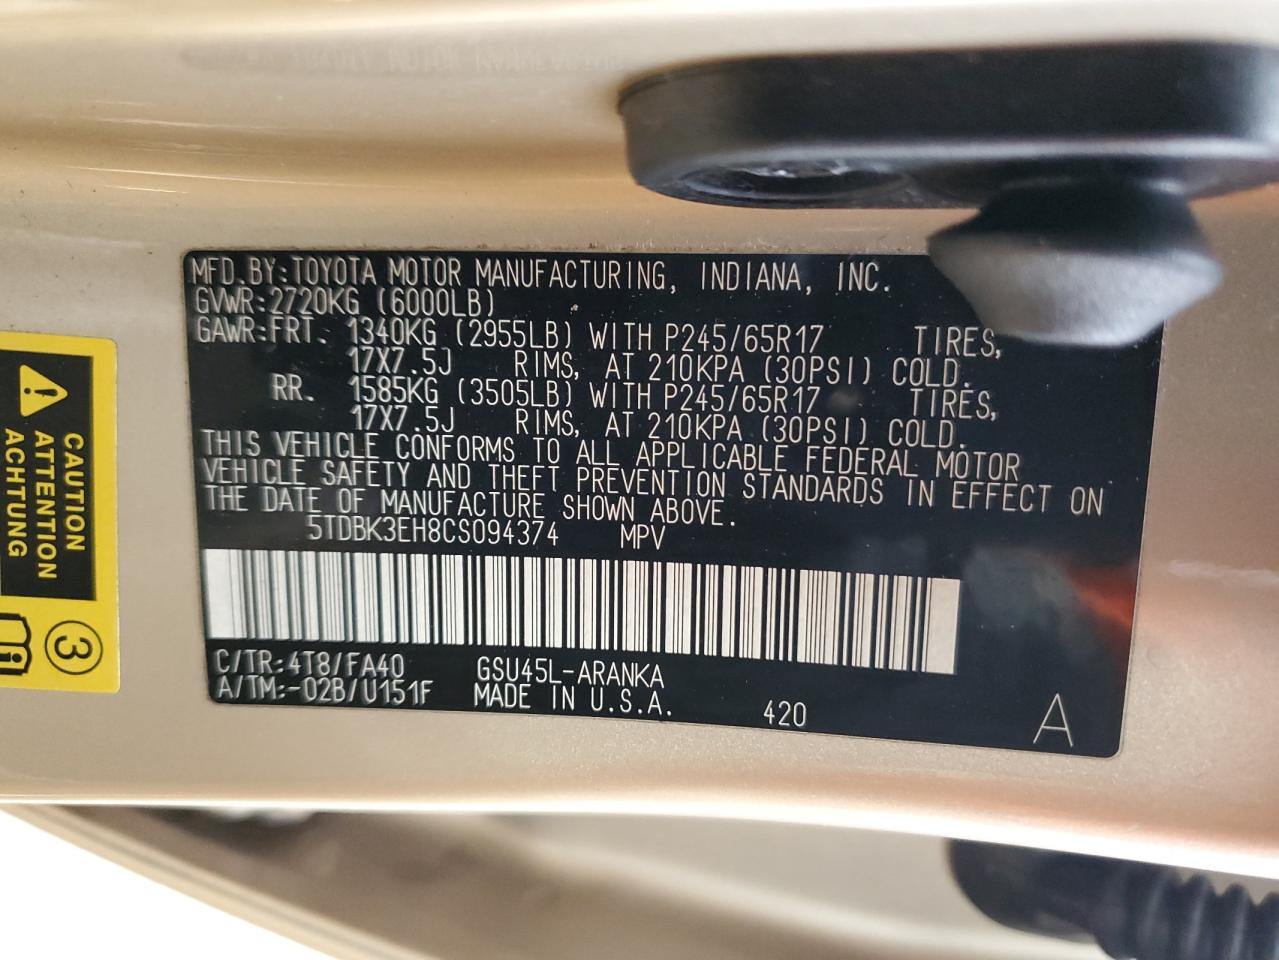 MFD.BY:TOYOTA MOTOR MANUFACTURING, INDIANA, INC.
GVWR:2720KG (6000LB)
GAWR:FRT. 1340KG (2955LB) WITH P245/65R17 TIRES,
17X7.5J RIMS, AT 210KPA (30PSI) COLD.
RR. 1585KG (3505LB) WITH P245/65R17 TIRES,
17X7.5J RIMS, AT 210KPA (30PSI) COLD.
THIS VEHICLE CONFORMS TO ALL APPLICABLE FEDERAL MOTOR
VEHICLE SAFETY AND THEFT PREVENTION STANDARDS IN EFFECT ON
THE DATE OF MANUFACTURE SHOWN ABOVE.
5TDBK3EH8CS094374 MPV
C/TR:4T8/FA40 GSU45L-ARANKA
A/TM:-02B/U151F MADE IN U.S.A. 420 A
CAUTION
ATTENTION
ACHTUNG
3